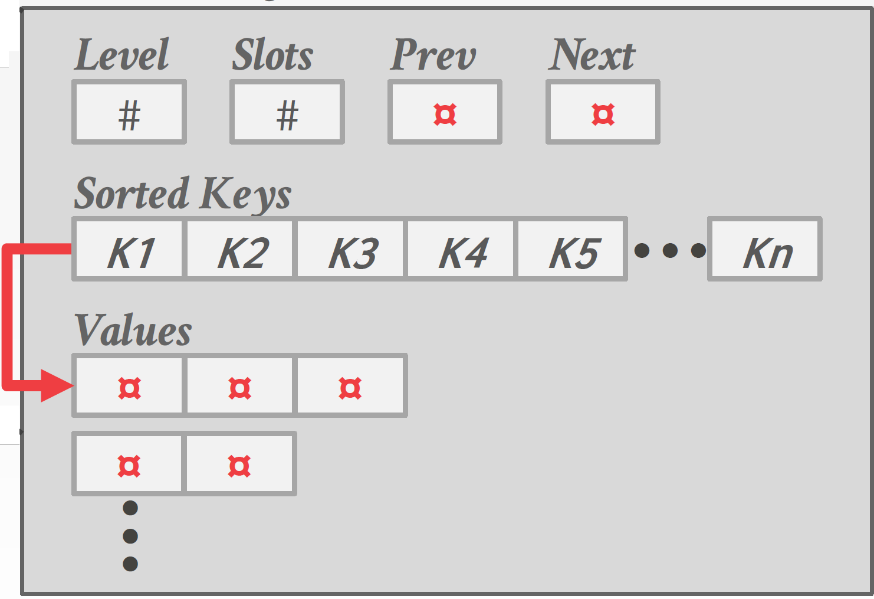 Level Slots Prev Next
# # ¤ ¤
Sorted Keys
K1 K2 K3 K4 K5 ••• Kn
Values
¤ ¤ ¤
¤ ¤